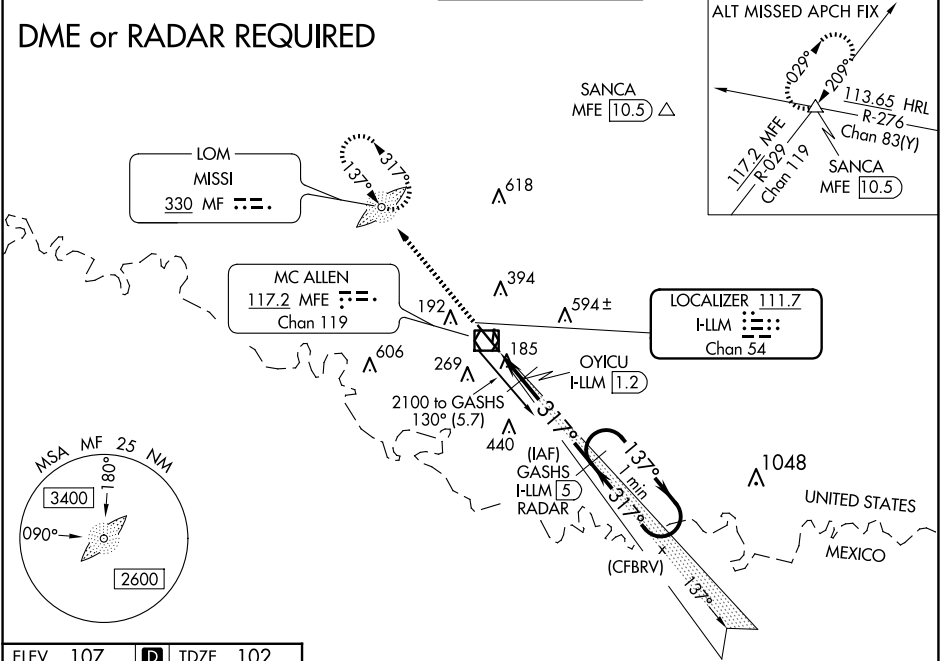 DME or RADAR REQUIRED
ALT MISSED APCH FIX
029°
209°
113.65 HRL
R-276
Chan 83(Y)
117.2 MFE
R-029
Chan 119
SANCA
MFE 10.5
SANCA
MFE 10.5
LOM
MISSI
330 MF
137°
317°
618
MC ALLEN
117.2 MFE
Chan 119
192
394
594±
LOCALIZER 111.7
I-LLM
Chan 54
606
269
185
OYICU
I-LLM 1.2
2100 to GASHS
130° (5.7)
440
317°
(IAF)
GASHS
I-LLM 5
RADAR
137°
1 min
317°
1048
UNITED STATES
MEXICO
(CFBRV)
137°
MSA MF 25 NM
3400
180°
090°
2600
ELEV 107 D TDZE 102